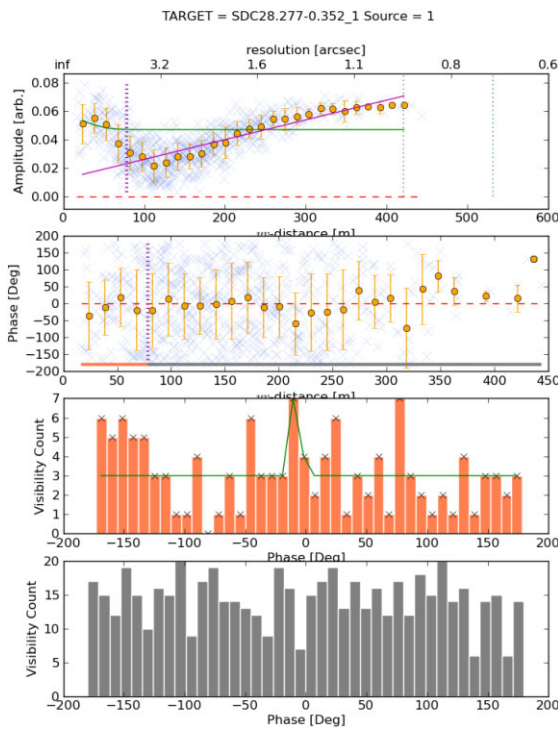 TARGET = SDC28.277-0.352_1 Source = 1
resolution [arcsec]
inf 3.2 1.6 1.1 0.8 0.6
Amplitude [arb.]
0.08
0.06
0.04
0.02
0.00
0 100 200 300 400 500 600
uv-distance [m]
Phase [Deg]
200
150
100
50
0
−50
−100
−150
−200
0 50 100 150 200 250 300 350 400 450
uv-distance [m]
Visibility Count
7
6
5
4
3
2
1
0
−200 −150 −100 −50 0 50 100 150 200
Phase [Deg]
Visibility Count
20
15
10
5
0
−200 −150 −100 −50 0 50 100 150 200
Phase [Deg]